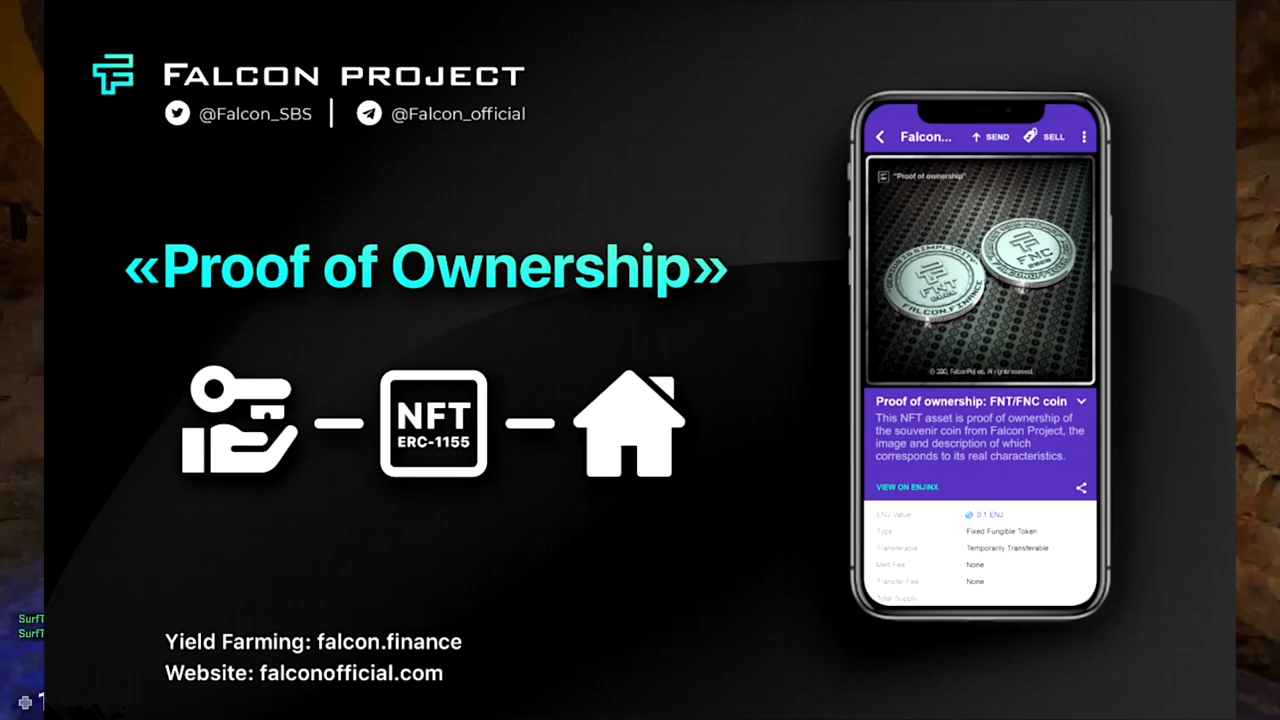 FALCON PROJECT
@Falcon_SBS | @Falcon_official
«Proof of Ownership»
NFT
ERC-1155
Yield Farming: falcon.finance
Website: falconofficial.com
Falcon... SEND SELL
"Proof of ownership"
FNT
FALCON.FINANCE
FNC
Proof of ownership: FNT/FNC coin
This NFT asset is proof of ownership of
the souvenir coin from Falcon Project, the
image and description of which
corresponds to its real characteristics.
VIEW ON ENJINX
ENJ Value 0.1 ENJ
Type Fixed Fungible Token
Transferable Temporarily Transferable
Melt Fee None
Transfer Fee None
Total Supply
SurfT
SurfT